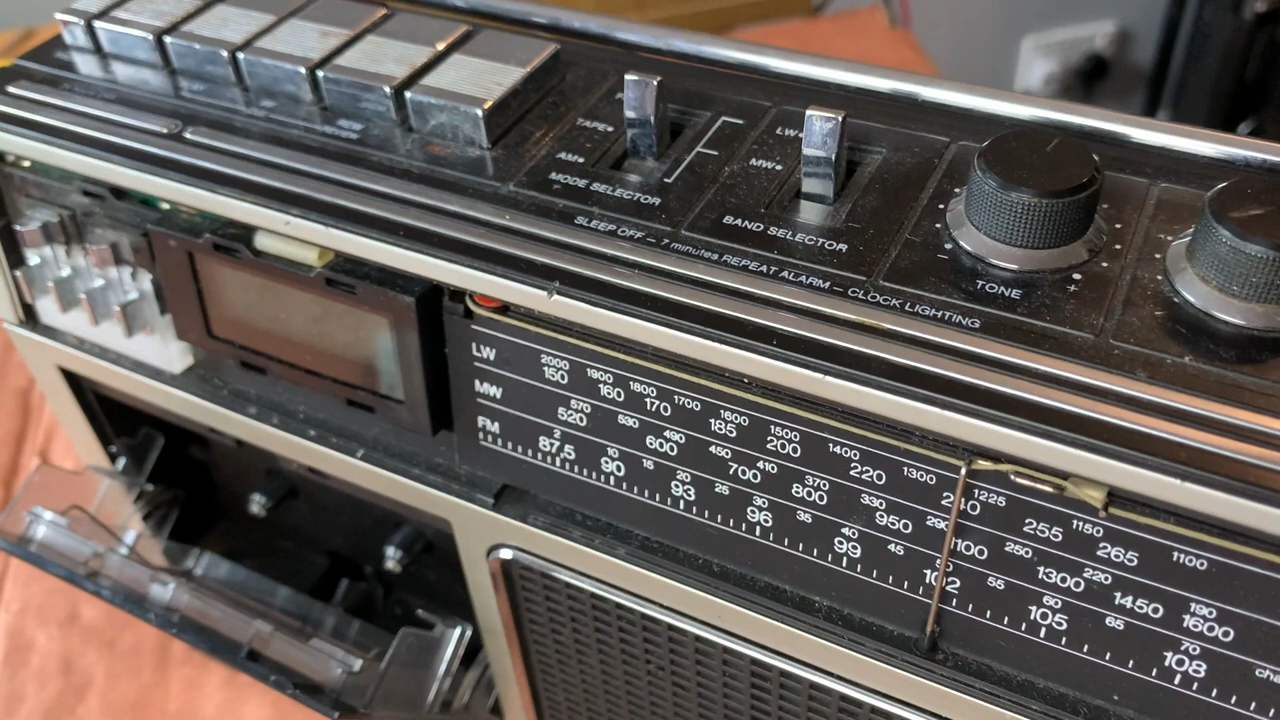 REW
REVIEW
TAPE
AM
MODE SELECTOR
LW
MW
BAND SELECTOR
SLEEP OFF – 7 minutes REPEAT ALARM – CLOCK LIGHTING
– TONE +
LW
2000 1900 1800 1700 1600 1500 1400 1300 1225 1150 1100
150 160 170 185 200 220 240 255 265
MW
570 530 490 450 410 370 330 290 250 220 190
520 600 700 800 950 1100 1300 1450 1600
FM
2 10 15 20 25 30 35 40 45 50 55 60 65 70
87,5 90 93 96 99 102 105 108